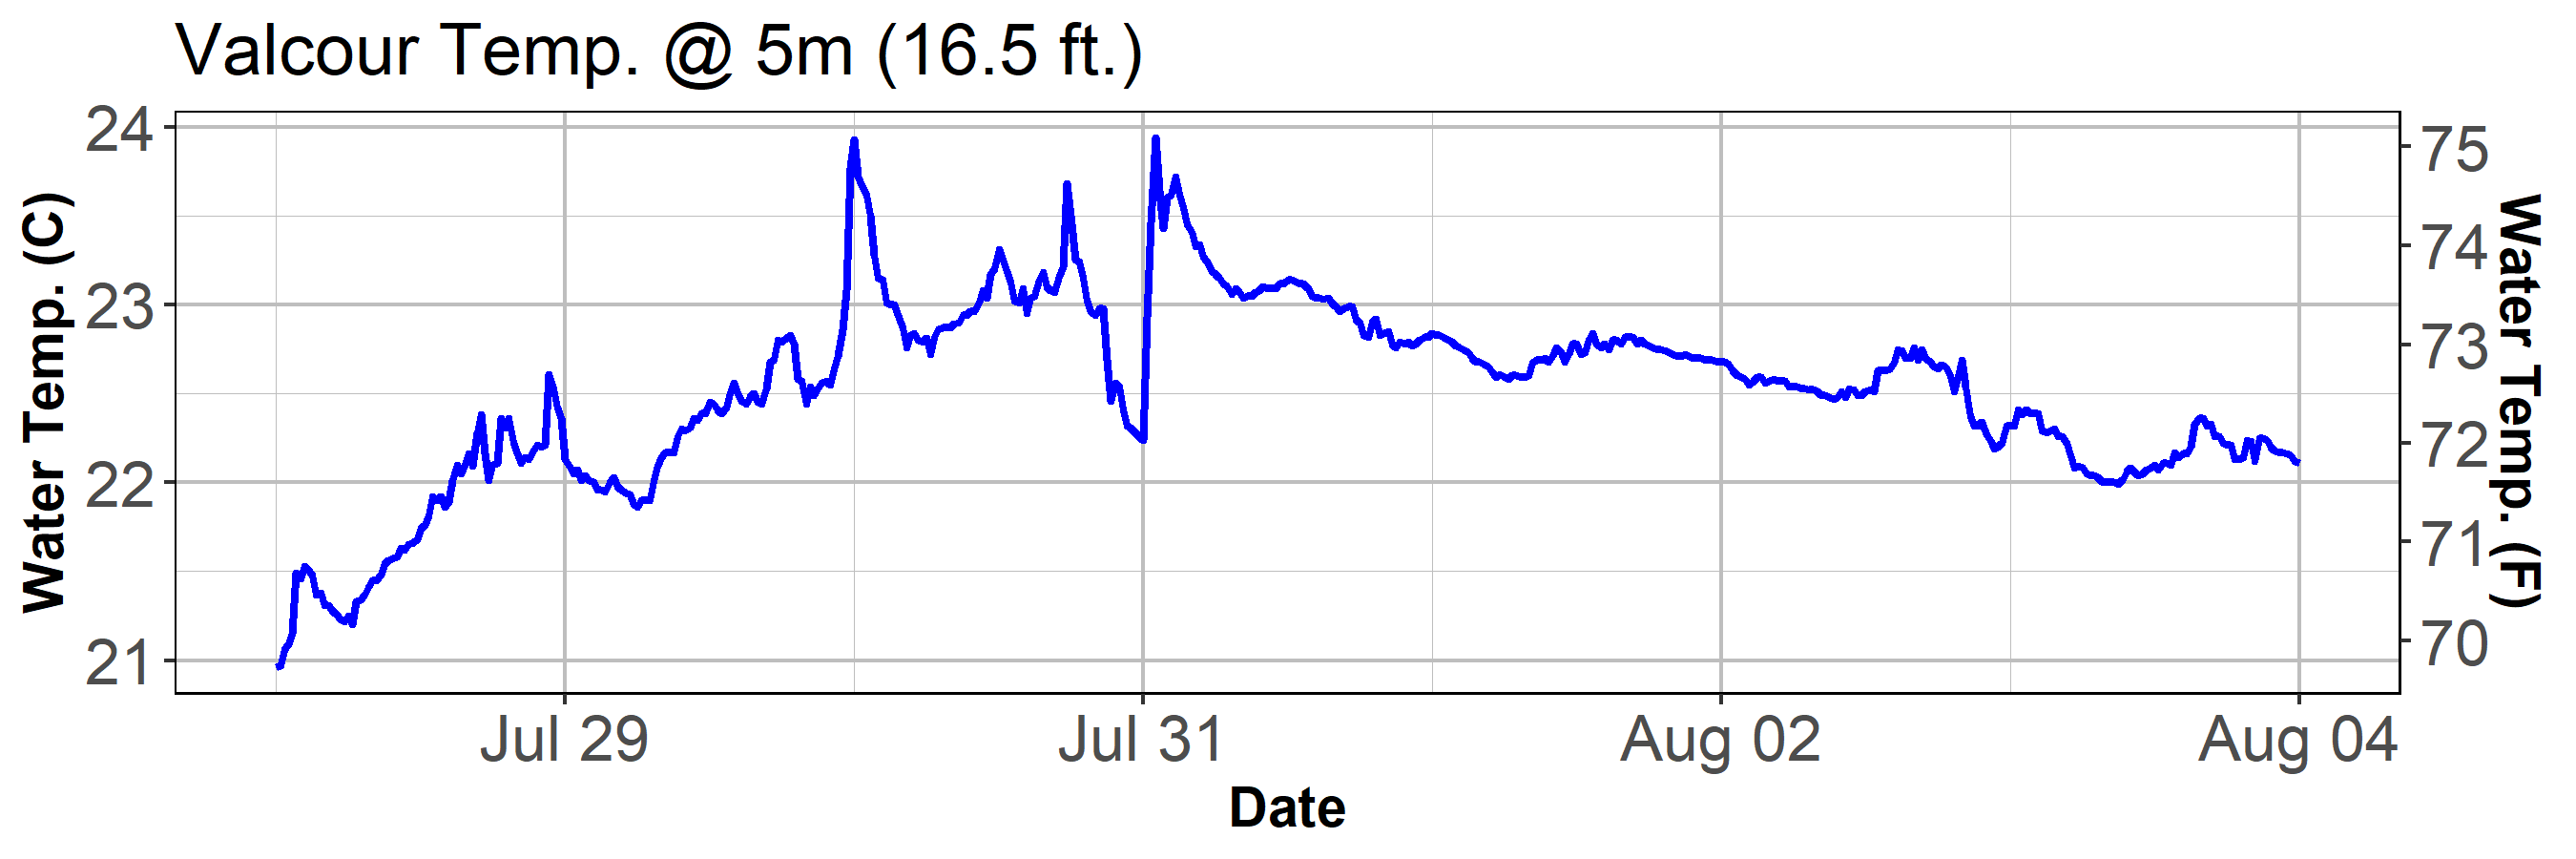 Valcour Temp. @ 5m (16.5 ft.)
Water Temp. (C)
24
23
22
21
75
74
73
72
71
70
Water Temp. (F)
Jul 29
Jul 31
Aug 02
Aug 04
Date